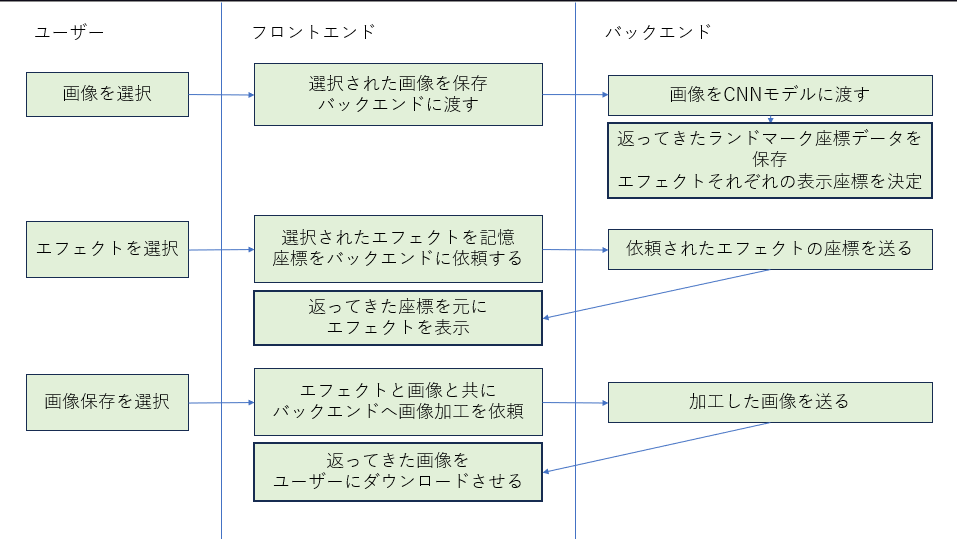 ユーザー
フロントエンド
バックエンド
画像を選択
選択された画像を保存
バックエンドに渡す
画像をCNNモデルに渡す
返ってきたランドマーク座標データを
保存
エフェクトそれぞれの表示座標を決定
エフェクトを選択
選択されたエフェクトを記憶
座標をバックエンドに依頼する
依頼されたエフェクトの座標を送る
返ってきた座標を元に
エフェクトを表示
画像保存を選択
エフェクトと画像と共に
バックエンドへ画像加工を依頼
加工した画像を送る
返ってきた画像を
ユーザーにダウンロードさせる